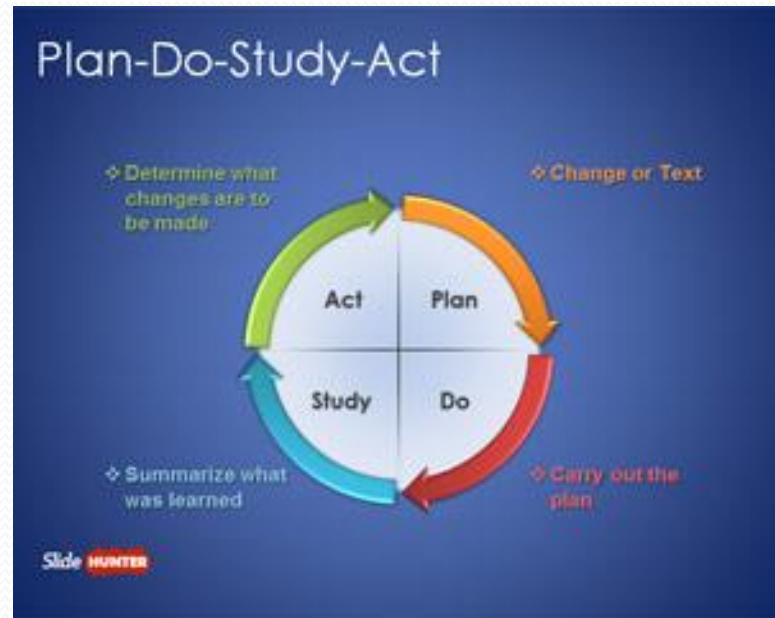 Plan-Do-Study-Act
❖ Determine what
changes are to
be made
❖ Change or Text
Act
Plan
Study
Do
❖ Summarize what
was learned
❖ Carry out the
plan
Slide HUNTER